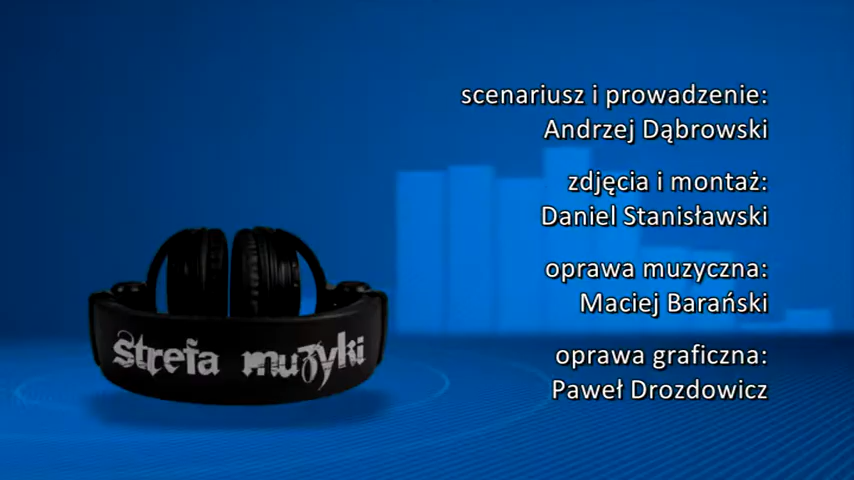 scenariusz i prowadzenie:
Andrzej Dąbrowski
zdjęcia i montaż:
Daniel Stanisławski
oprawa muzyczna:
Maciej Barański
oprawa graficzna:
Paweł Drozdowicz
strefa muzyki